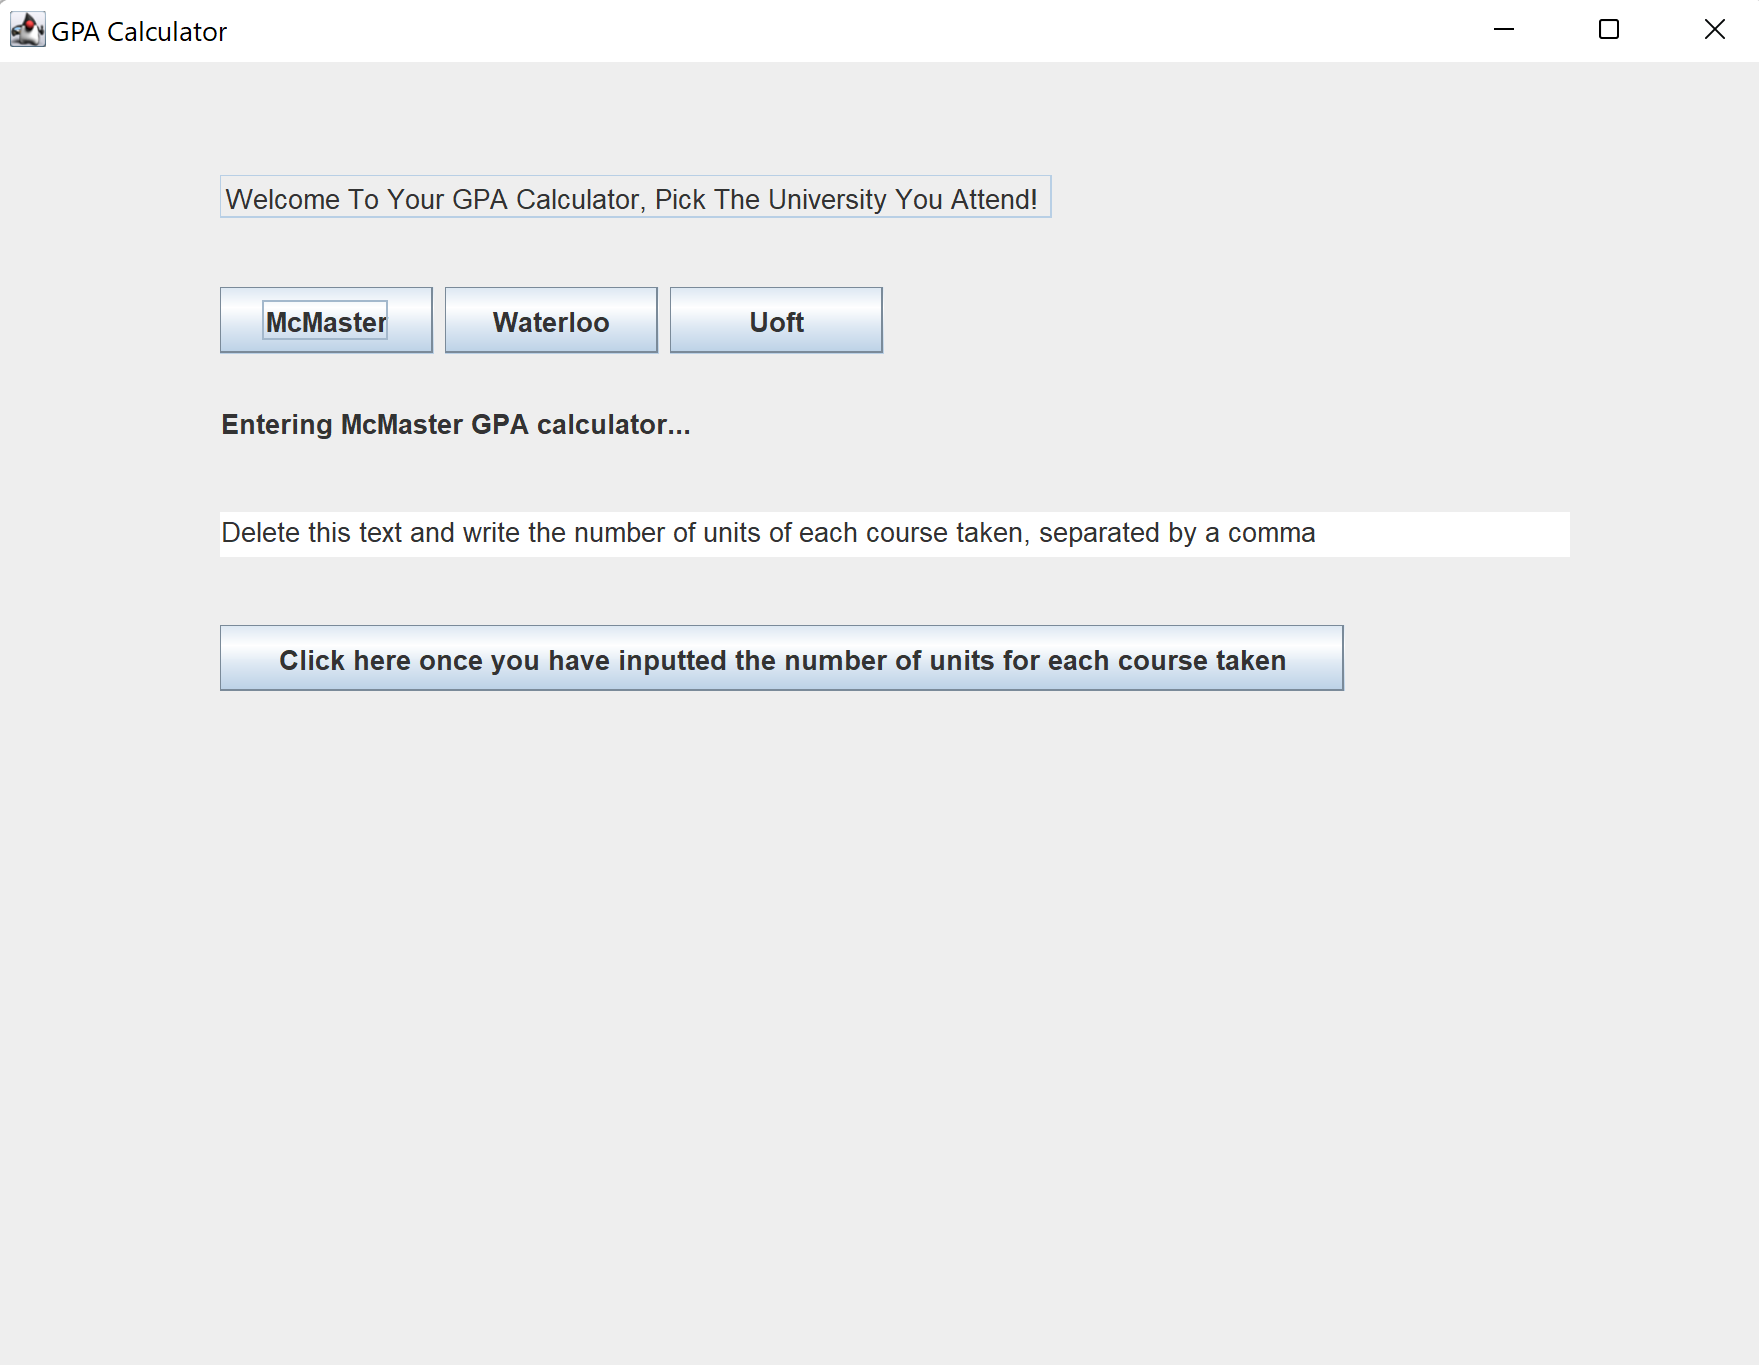 GPA Calculator
Welcome To Your GPA Calculator, Pick The University You Attend!
McMaster Waterloo Uoft
Entering McMaster GPA calculator...
Delete this text and write the number of units of each course taken, separated by a comma
Click here once you have inputted the number of units for each course taken